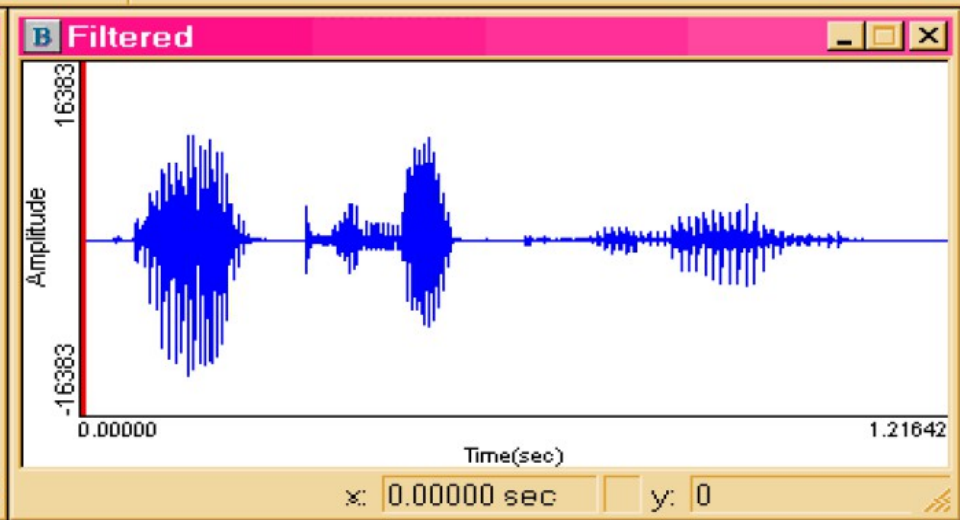 B Filtered
16383
Amplitude
-16383
0.00000 1.21642
Time(sec)
x: 0.00000 sec y: 0